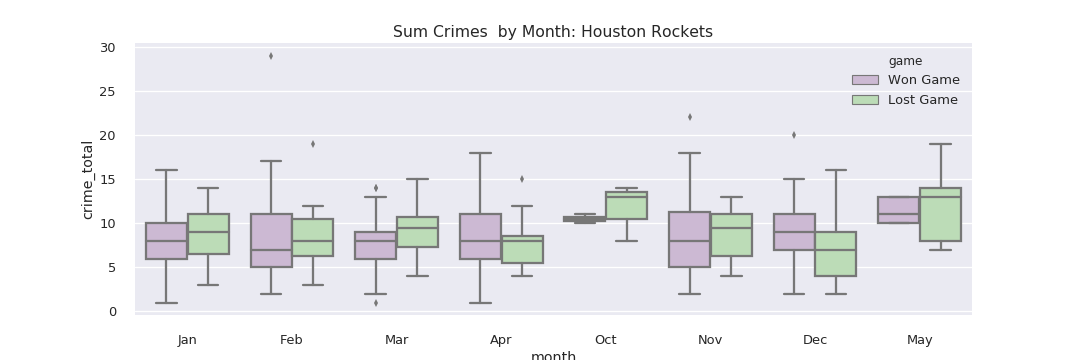 Sum Crimes  by Month: Houston Rockets
30
25
20
15
10
5
0
crime_total
game
Won Game
Lost Game
Jan Feb Mar Apr Oct Nov Dec May
month